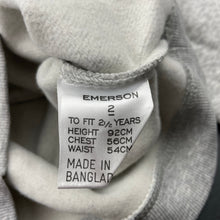 EMERSON
2
TO FIT 2½ YEARS
HEIGHT 92CM
CHEST 56CM
WAIST 54CM
MADE IN
BANGLAD